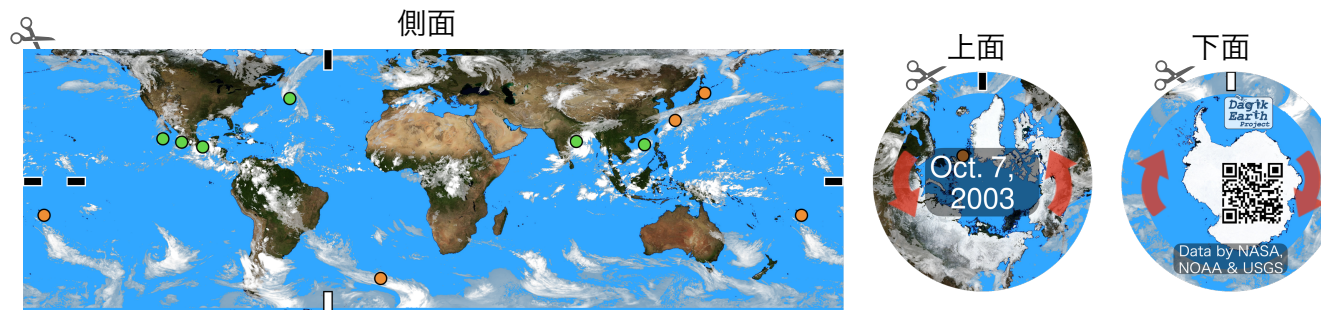 側面
上面
下面
Oct. 7,
2003
Dagik
Earth
Project
Data by NASA,
NOAA & USGS